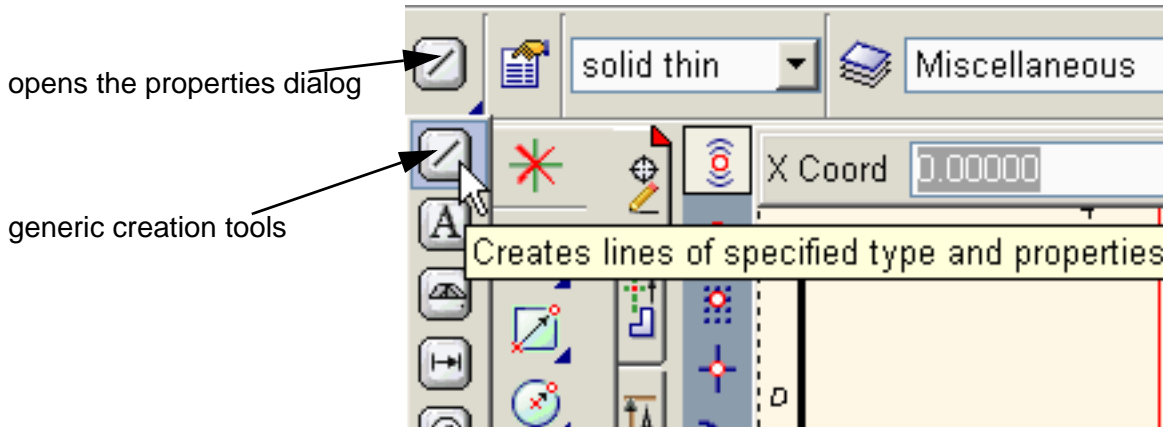 opens the properties dialog
solid thin
Miscellaneous
generic creation tools
X Coord 0.00000
A
Creates lines of specified type and properties
D
A